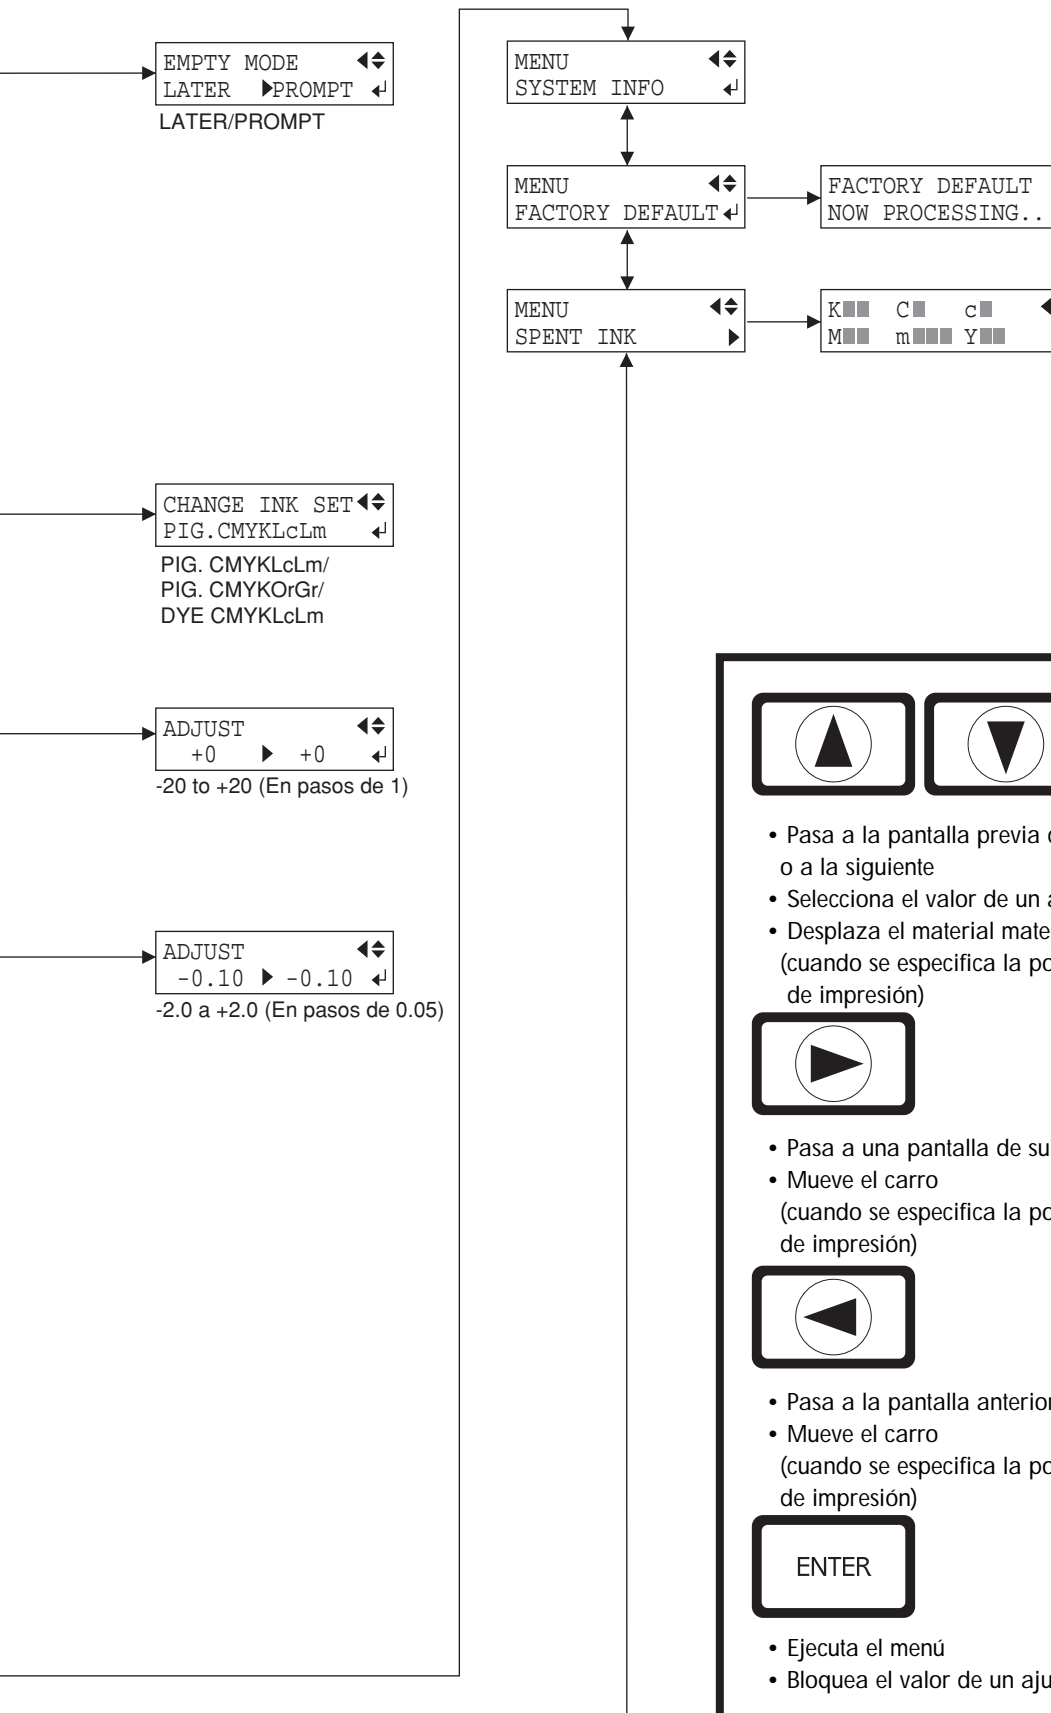 EMPTY MODE
LATER PROMPT
LATER/PROMPT
CHANGE INK SET
PIG.CMYKLcLm
PIG. CMYKLcLm/
PIG. CMYKOrGr/
DYE CMYKLcLm
ADJUST
+0 +0
-20 to +20 (En pasos de 1)
ADJUST
-0.10 -0.10
-2.0 a +2.0 (En pasos de 0.05)
MENU
SYSTEM INFO
MENU
FACTORY DEFAULT
FACTORY DEFAULT
NOW PROCESSING..
MENU
SPENT INK
K C c
M m Y
• Pasa a la pantalla previa
o a la siguiente
• Selecciona el valor de un
• Desplaza el material
(cuando se especifica la
de impresión)
• Pasa a una pantalla de
• Mueve el carro
(cuando se especifica la
de impresión)
• Pasa a la pantalla
• Mueve el carro
(cuando se especifica la
de impresión)
ENTER
• Ejecuta el menú
• Bloquea el valor de un